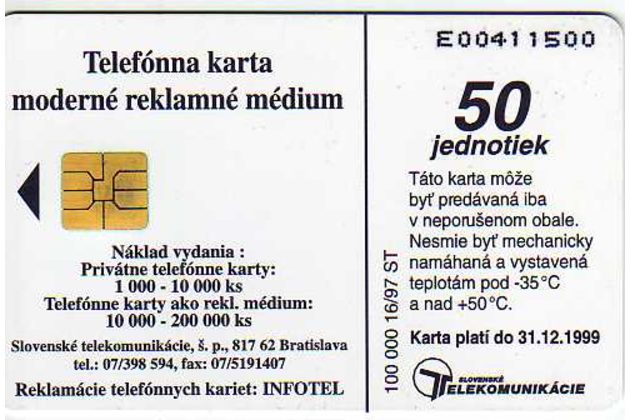 Telefónna karta
moderné reklamné médium
Náklad vydania :
Privátne telefónne karty:
1 000 - 10 000 ks
Telefónne karty ako rekl. médium:
10 000 - 200 000 ks
Slovenské telekomunikácie, š. p., 817 62 Bratislava
tel.: 07/398 594, fax: 07/5191407
Reklamácie telefónnych kariet: INFOTEL
E00411500
50
jednotiek
Táto karta môže
byť predávaná iba
v neporušenom obale.
Nesmie byť mechanicky
namáhaná a vystavená
teplotám pod -35°C
a nad +50°C.
100 000 16/97 ST
Karta platí do 31.12.1999
SLOVENSKÉ
TELEKOMUNIKÁCIE